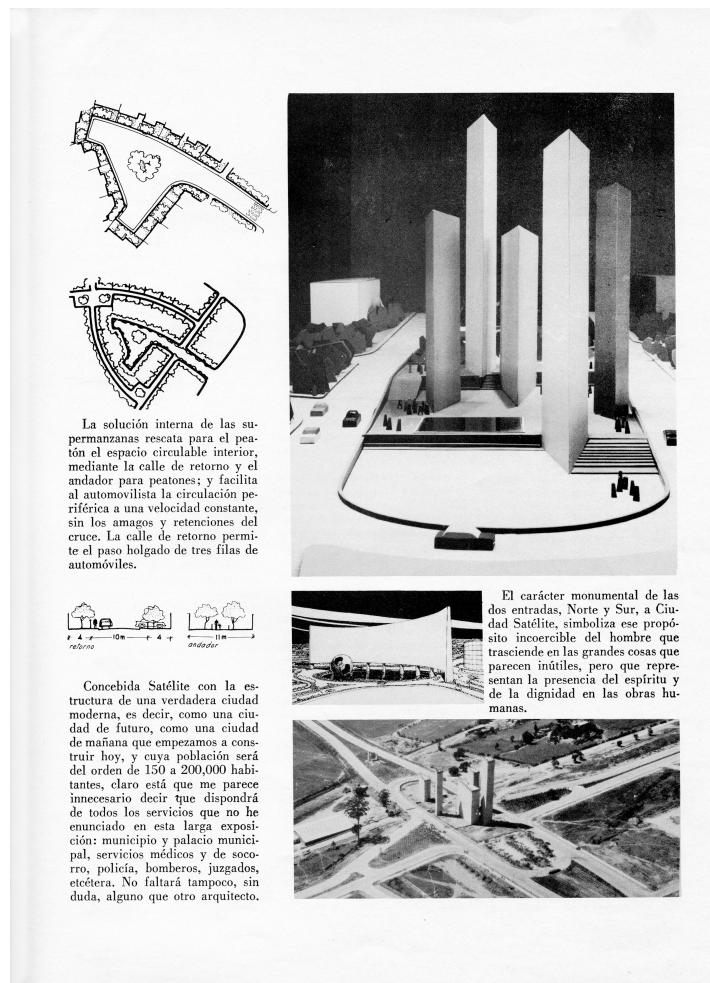 La solución interna de las su-
permanzanas rescata para el pea-
tón el espacio circulable interior,
mediante la calle de retorno y el
andador para peatones; y facilita
al automovilista la circulación pe-
riférica a una velocidad constante,
sin los amagos y retenciones del
cruce. La calle de retorno permi-
te el paso holgado de tres filas de
automóviles.
4 10m 4
retorno
11m
andador
Concebida Satélite con la es-
tructura de una verdadera ciudad
moderna, es decir, como una ciu-
dad de futuro, como una ciudad
de mañana que empezamos a cons-
truir hoy, y cuya población será
del orden de 150 a 200,000 habi-
tantes, claro está que me parece
innecesario decir que dispondrá
de todos los servicios que no he
enunciado en esta larga exposi-
ción: municipio y palacio munici-
pal, servicios médicos y de soco-
rro, policía, bomberos, juzgados,
etcétera. No faltará tampoco, sin
duda, alguno que otro arquitecto.
El carácter monumental de las
dos entradas, Norte y Sur, a Ciu-
dad Satélite, simboliza ese propó-
sito incoercible del hombre que
trasciende en las grandes cosas que
parecen inútiles, pero que repre-
sentan la presencia del espíritu y
de la dignidad en las obras hu-
manas.